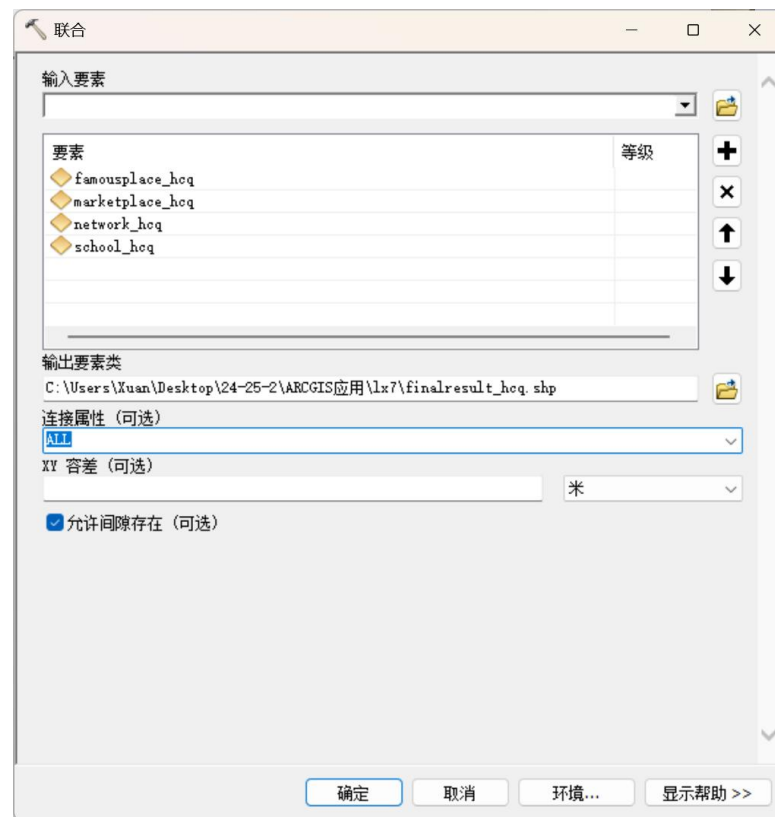 联合
输入要素
要素 等级
famousplace_hcq
marketplace_hcq
network_hcq
school_hcq
输出要素类
C:\Users\Xuan\Desktop\24-25-2\ARCGIS应用\lx7\finalresult_hcq.shp
连接属性 (可选)
ALL
XY 容差 (可选)
米
允许间隙存在 (可选)
确定 取消 环境... 显示帮助 >>